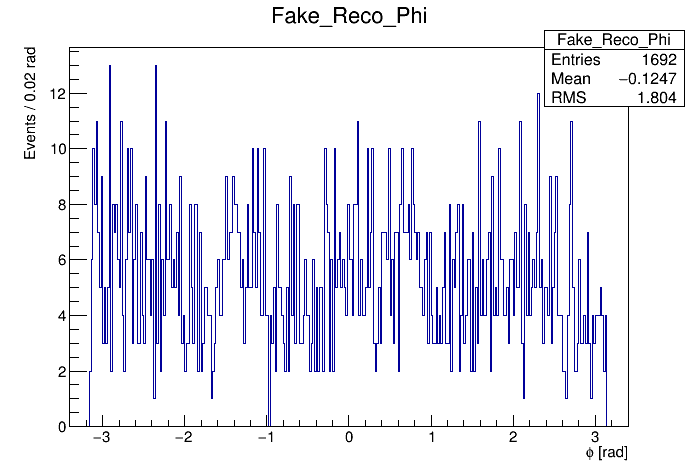 Fake_Reco_Phi
Fake_Reco_Phi
Entries 1692
Mean −0.1247
RMS 1.804
Events / 0.02 rad
12
10
8
6
4
2
0
−3 −2 −1 0 1 2 3
ϕ [rad]